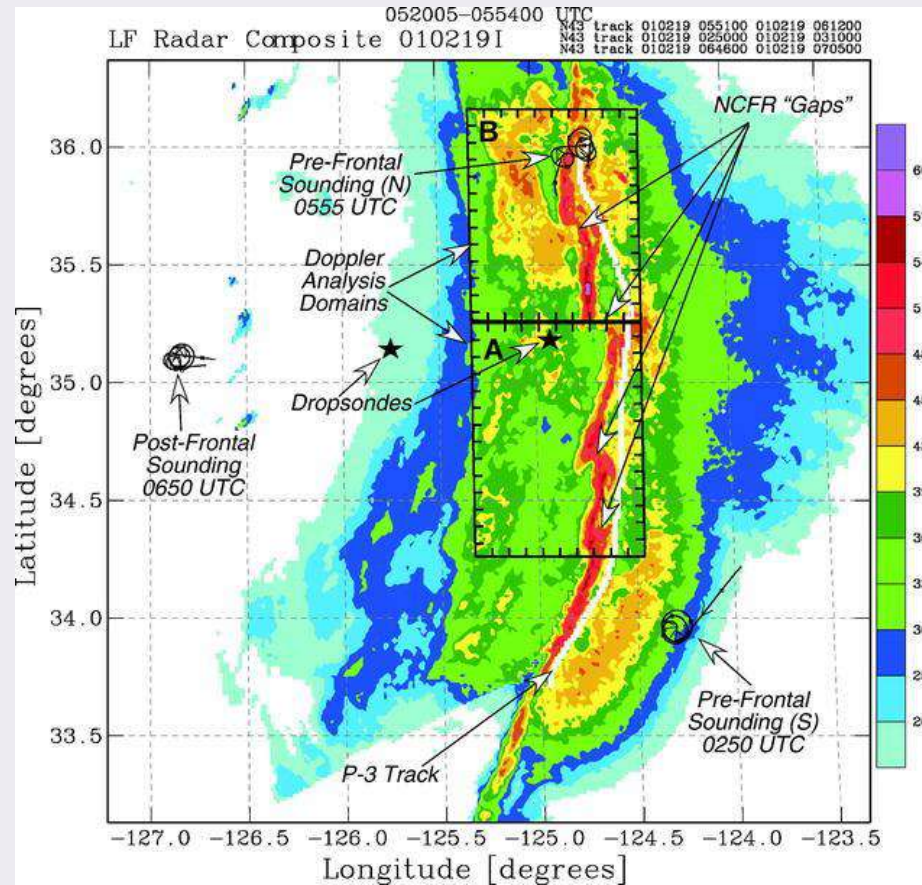 052005-055400 UTC
LF Radar Composite 010219I
N43 track 010219 055100 010219 061200
N43 track 010219 025000 010219 031000
N43 track 010219 064600 010219 070500
NCFR "Gaps"
B
Pre-Frontal
Sounding (N)
0555 UTC
Doppler
Analysis
Domains
A
Dropsondes
Post-Frontal
Sounding
0650 UTC
Pre-Frontal
Sounding (S)
0250 UTC
P-3 Track
Latitude [degrees]
36.0
35.5
35.0
34.5
34.0
33.5
-127.0
-126.5
-126.0
-125.5
-125.0
-124.5
-124.0
-123.5
Longitude [degrees]